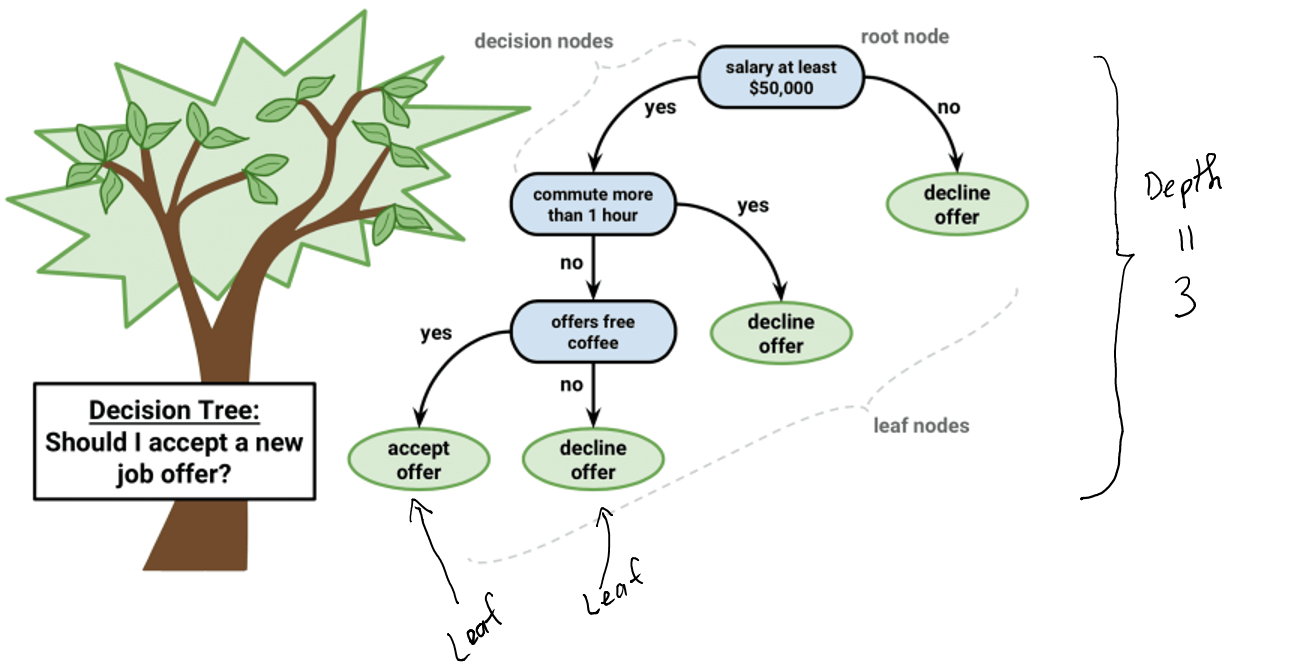 decision nodes
root node
salary at least
$50,000
yes
no
commute more
than 1 hour
yes
decline
offer
no
offers free
coffee
decline
offer
yes
no
accept
offer
decline
offer
leaf nodes
Decision Tree:
Should I accept a new
job offer?
Depth
=
3
Leaf
Leaf